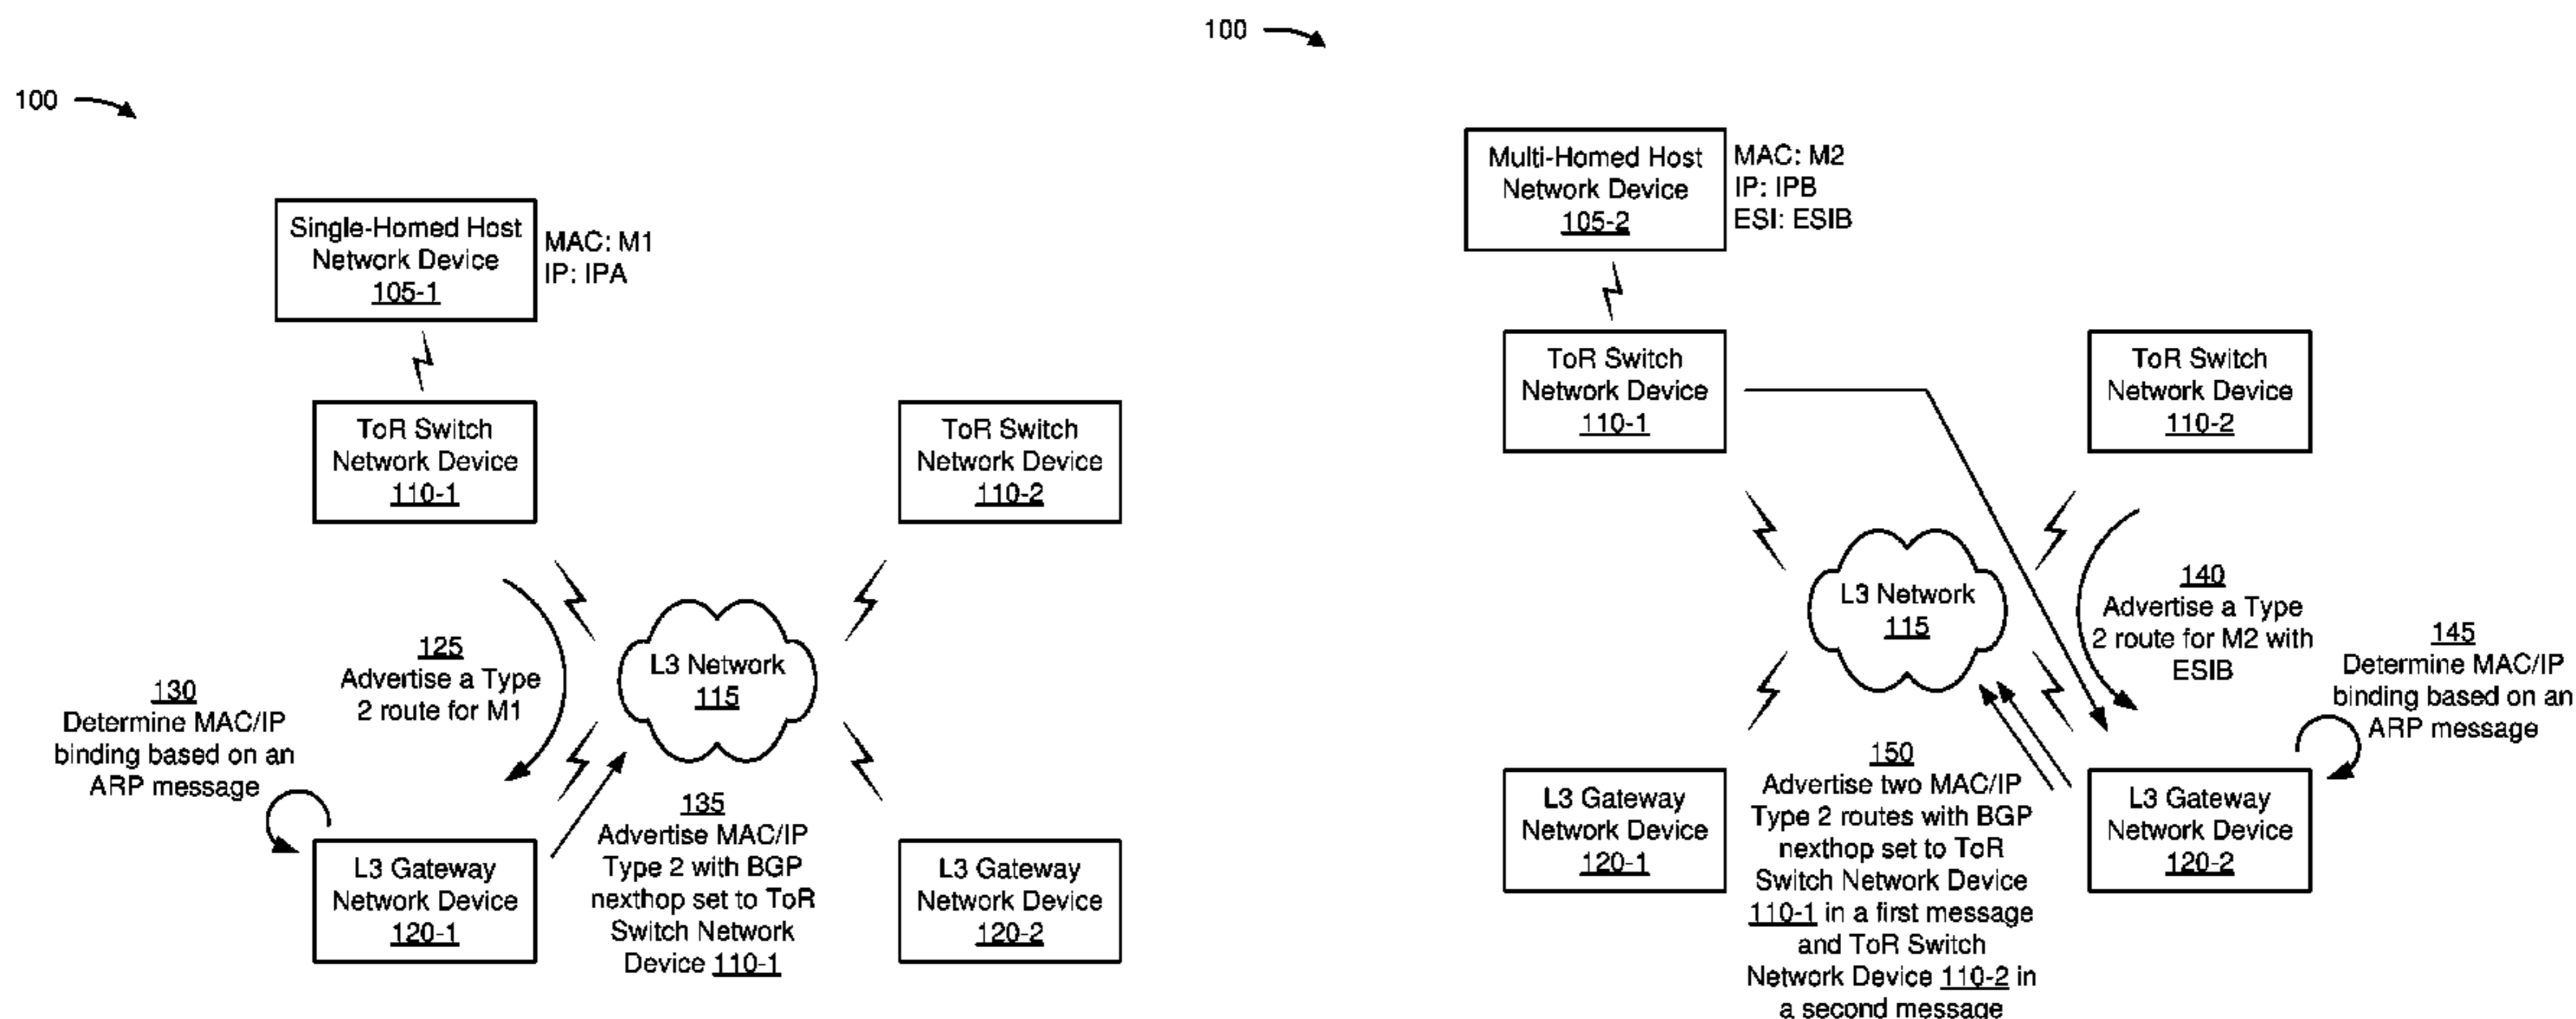 100
Single-Homed Host
Network Device
105-1
MAC: M1
IP: IPA
ToR Switch
Network Device
110-1
ToR Switch
Network Device
110-2
L3 Network
115
125
Advertise a Type
2 route for M1
130
Determine MAC/IP
binding based on an
ARP message
135
Advertise MAC/IP
Type 2 with BGP
nexthop set to ToR
Switch Network
Device 110-1
L3 Gateway
Network Device
120-1
L3 Gateway
Network Device
120-2
100
Multi-Homed Host
Network Device
105-2
MAC: M2
IP: IPB
ESI: ESIB
ToR Switch
Network Device
110-1
ToR Switch
Network Device
110-2
L3 Network
115
140
Advertise a Type
2 route for M2 with
ESIB
145
Determine MAC/IP
binding based on an
ARP message
150
Advertise two MAC/IP
Type 2 routes with BGP
nexthop set to ToR
Switch Network Device
110-1 in a first message
and ToR Switch
Network Device 110-2 in
a second message
L3 Gateway
Network Device
120-1
L3 Gateway
Network Device
120-2